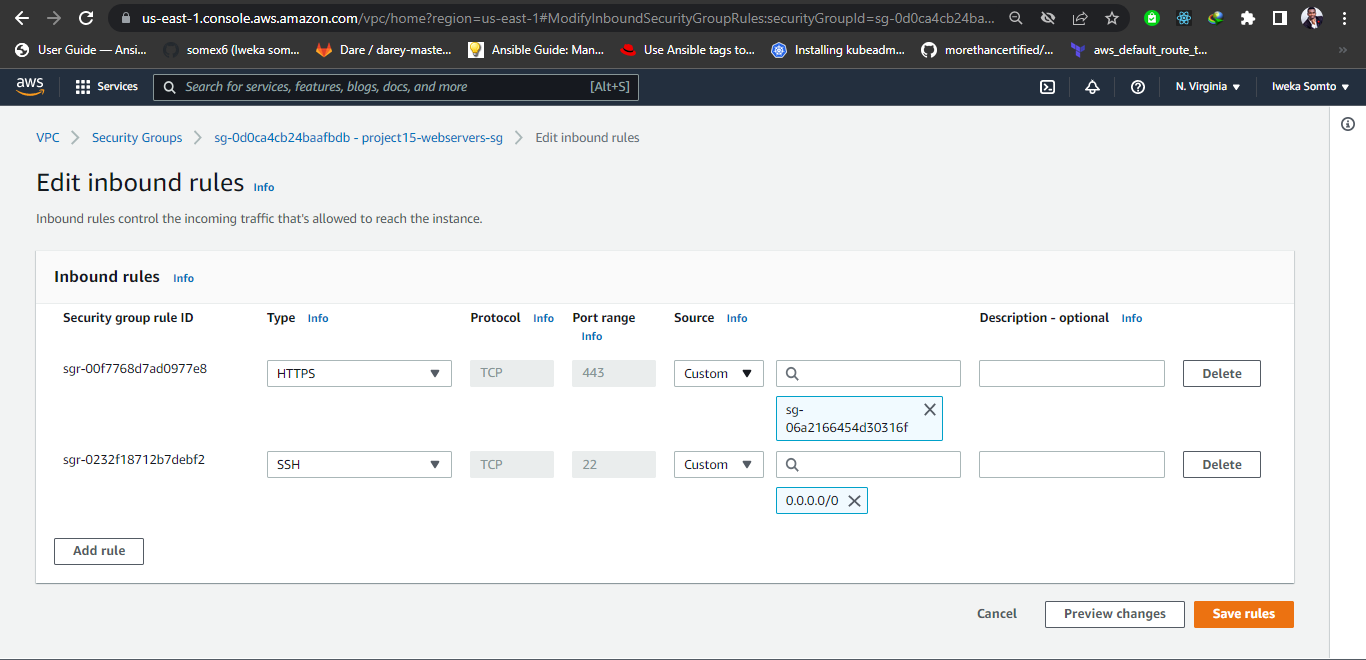 us-east-1.console.aws.amazon.com/vpc/home?region=us-east-1#ModifyInboundSecurityGroupRules:securityGroupId=sg-0d0ca4cb24ba...
User Guide — Ansi... somex6 (Iweka som... Dare / darey-maste... Ansible Guide: Man... Use Ansible tags to... Installing kubeadm... morethancertified/... aws_default_route_t... »
aws Services Search for services, features, blogs, docs, and more [Alt+S] N. Virginia Iweka Somto
VPC Security Groups sg-0d0ca4cb24baafbdb - project15-webservers-sg Edit inbound rules
Edit inbound rules Info
Inbound rules control the incoming traffic that's allowed to reach the instance.
Inbound rules Info
Security group rule ID Type Info Protocol Info Port range Source Info Description - optional Info
Info
sgr-00f7768d7ad0977e8 HTTPS TCP 443 Custom Delete
sg-
06a2166454d30316f
sgr-0232f18712b7debf2 SSH TCP 22 Custom Delete
0.0.0.0/0
Add rule
Cancel Preview changes Save rules